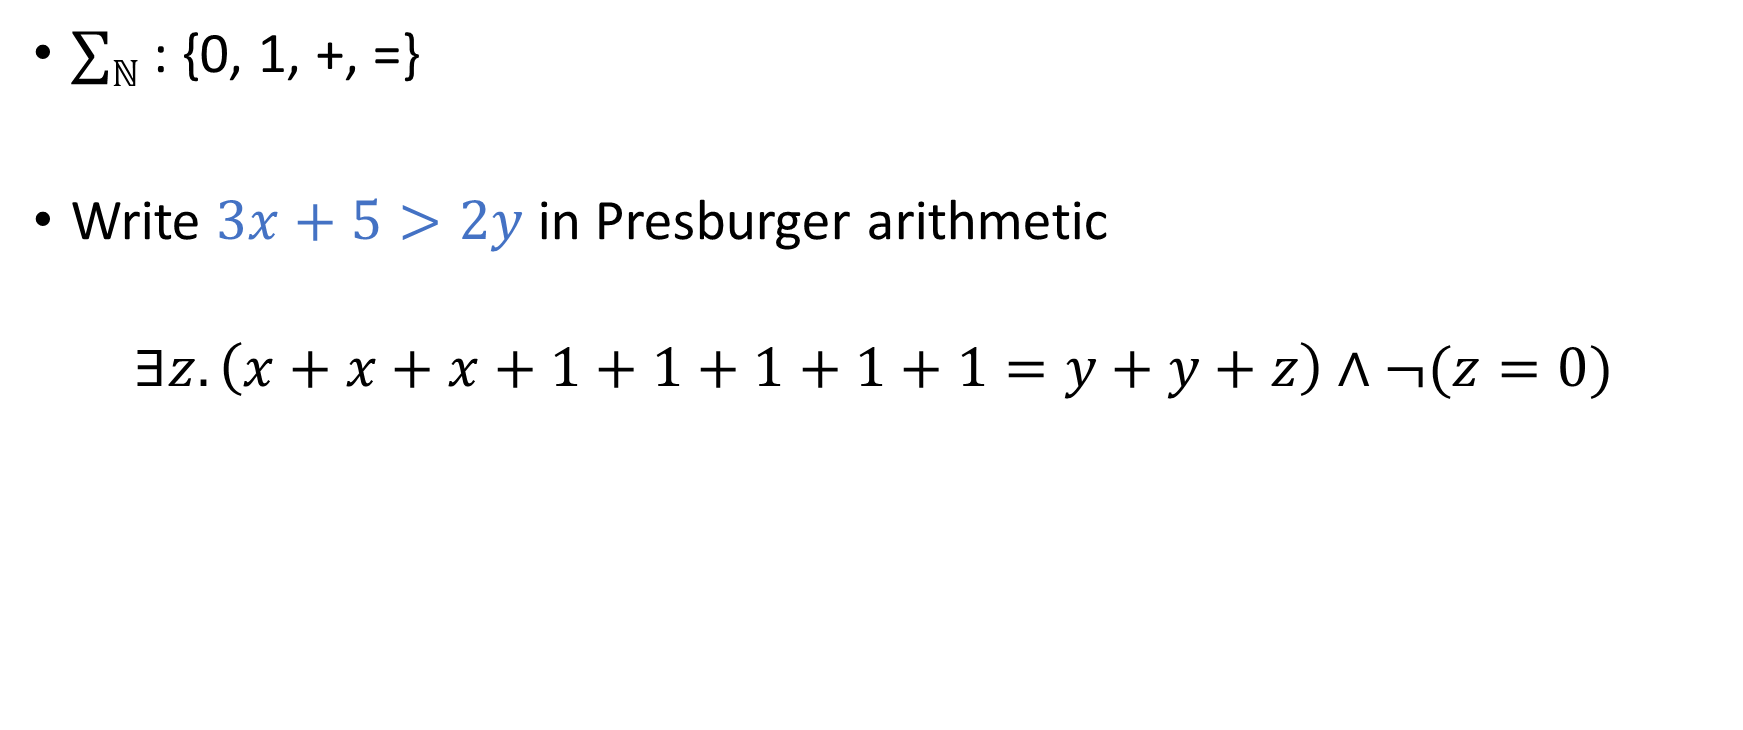 • ∑ℕ : {0, 1, +, =}
• Write 3𝑥 + 5 > 2𝑦 in Presburger arithmetic
∃𝑧. (𝑥 + 𝑥 + 𝑥 + 1 + 1 + 1 + 1 + 1 = 𝑦 + 𝑦 + 𝑧) ∧ ¬(𝑧 = 0)